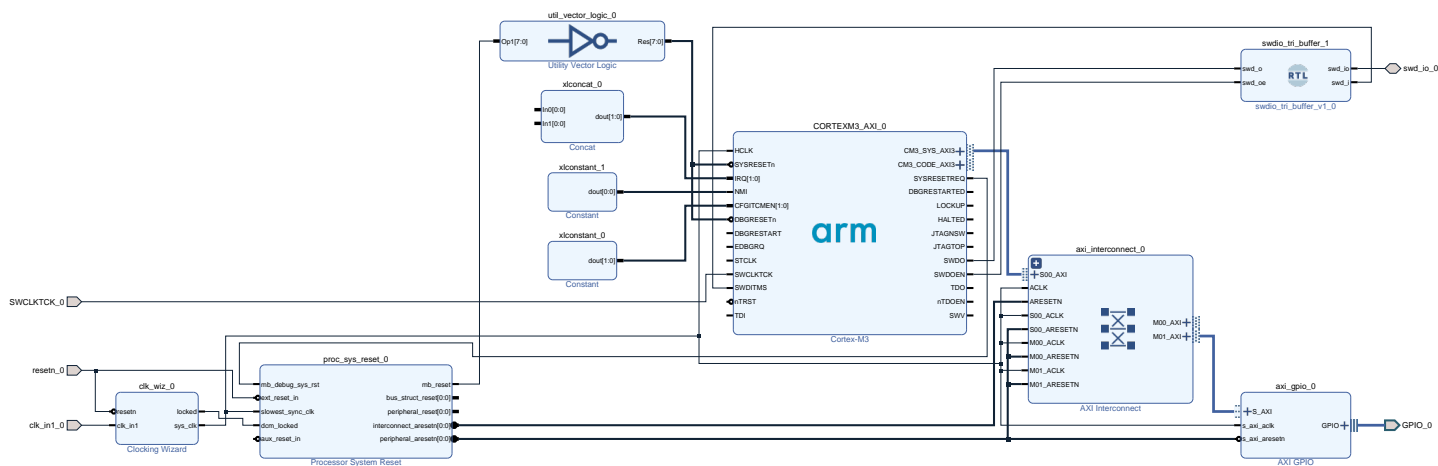 util_vector_logic_0
Op1[7:0]
Res[7:0]
Utility Vector Logic
xlconcat_0
In0[0:0]
In1[0:0]
dout[1:0]
Concat
xlconstant_1
dout[0:0]
Constant
xlconstant_0
dout[1:0]
Constant
swdio_tri_buffer_1
swd_o
swd_oe
RTL
swd_io
swd_i
swdio_tri_buffer_v1_0
swd_io_0
CORTEXM3_AXI_0
HCLK
SYSRESETn
IRQ[1:0]
NMI
CFGITCMEN[1:0]
DBGRESETn
DBGRESTART
EDBGRQ
STCLK
SWCLKTCK
SWDITMS
nTRST
TDI
arm
CM3_SYS_AXI3
CM3_CODE_AXI3
SYSRESETREQ
DBGRESTARTED
LOCKUP
HALTED
JTAGNSW
JTAGTOP
SWDO
SWDOEN
TDO
nTDOEN
SWV
Cortex-M3
axi_interconnect_0
S00_AXI
ACLK
ARESETN
S00_ACLK
S00_ARESETN
M00_ACLK
M00_ARESETN
M01_ACLK
M01_ARESETN
M00_AXI
M01_AXI
AXI Interconnect
SWCLKTCK_0
resetn_0
clk_in1_0
clk_wiz_0
resetn
clk_in1
locked
sys_clk
Clocking Wizard
proc_sys_reset_0
mb_debug_sys_rst
ext_reset_in
slowest_sync_clk
dcm_locked
aux_reset_in
mb_reset
bus_struct_reset[0:0]
peripheral_reset[0:0]
interconnect_aresetn[0:0]
peripheral_aresetn[0:0]
Processor System Reset
axi_gpio_0
S_AXI
s_axi_aclk
s_axi_aresetn
GPIO
AXI GPIO
GPIO_0